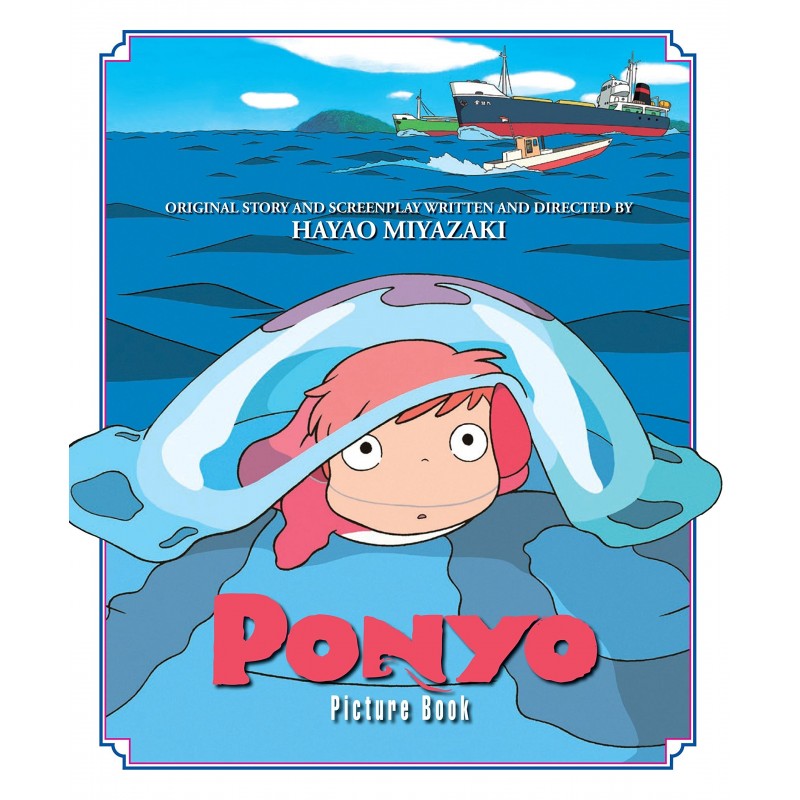 ORIGINAL STORY AND SCREENPLAY WRITTEN AND DIRECTED BY
HAYAO MIYAZAKI
PONYO
Picture Book